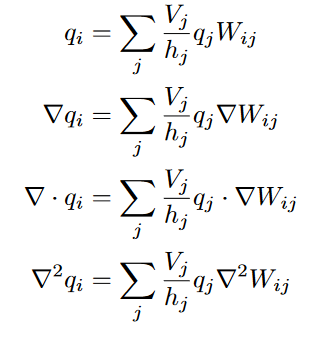 $q_i = \sum_j \frac{V_j}{h_j} q_j W_{ij}$
$\nabla q_i = \sum_j \frac{V_j}{h_j} q_j \nabla W_{ij}$
$\nabla \cdot q_i = \sum_j \frac{V_j}{h_j} q_j \cdot \nabla W_{ij}$
$\nabla^2 q_i = \sum_j \frac{V_j}{h_j} q_j \nabla^2 W_{ij}$